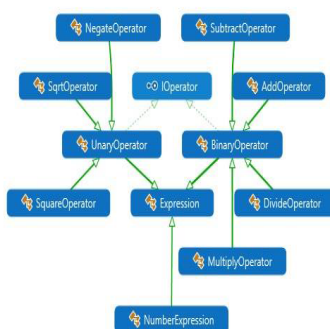 NegateOperator
SubtractOperator
SqrtOperator
IOperator
AddOperator
UnaryOperator
BinaryOperator
SquareOperator
Expression
DivideOperator
MultiplyOperator
NumberExpression